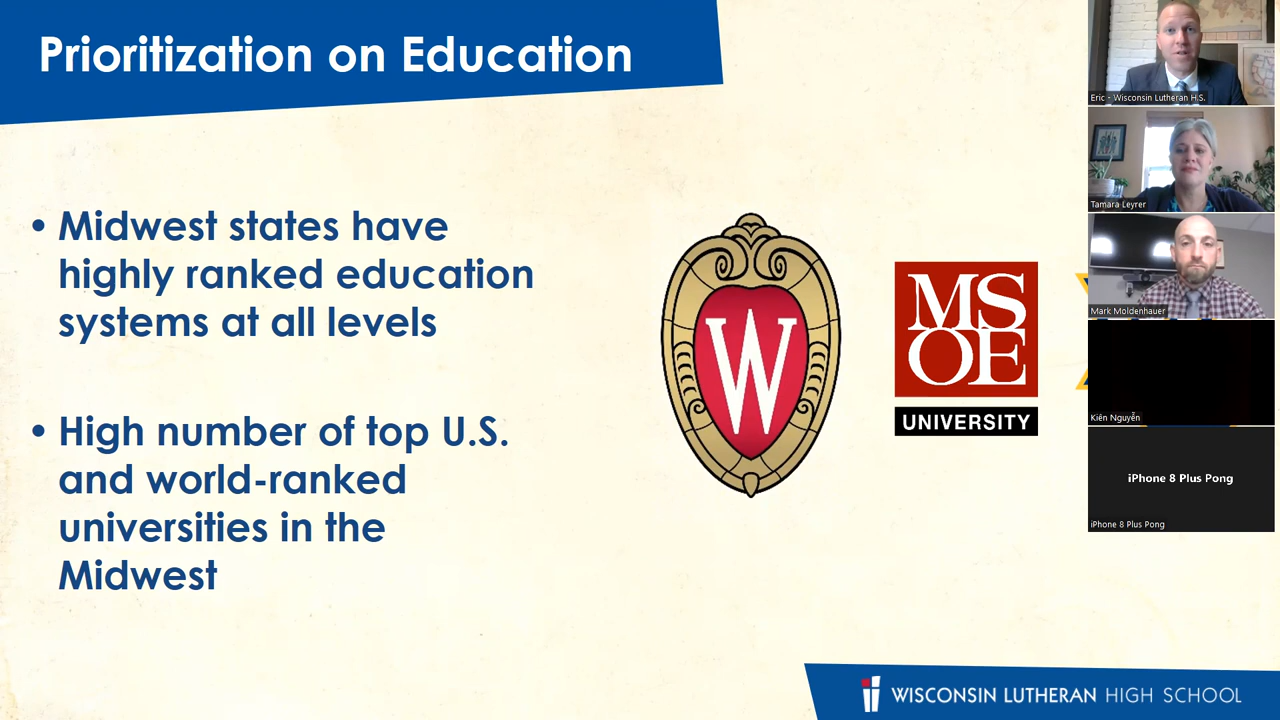 Prioritization on Education
• Midwest states have
highly ranked education
systems at all levels
• High number of top U.S.
and world-ranked
universities in the
Midwest
W
MS
OE
UNIVERSITY
Eric - Wisconsin Lutheran H.S.
Tamara Leyrer
Mark Moldenhauer
Kiên Nguyễn
iPhone 8 Plus Pong
iPhone 8 Plus Pong
WISCONSIN LUTHERAN HIGH SCHOOL